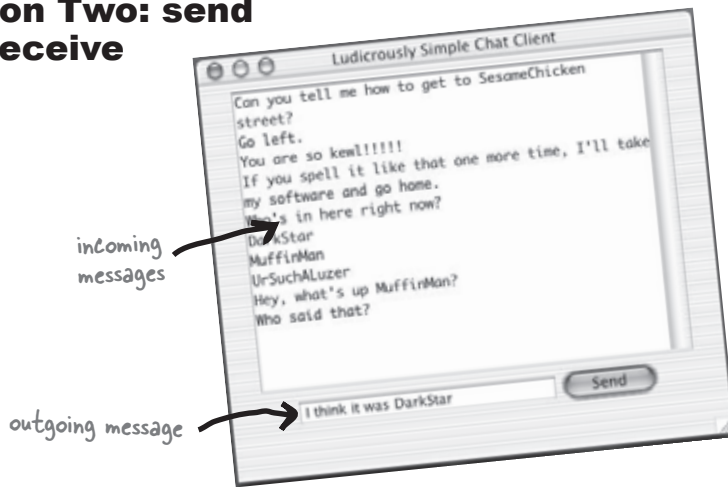 on Two: send
eceive
Ludicrously Simple Chat Client
Can you tell me how to get to SesameChicken
street?
Go left.
You are so kewl!!!!!
If you spell it like that one more time, I'll take
my software and go home.
Who's in here right now?
DarkStar
MuffinMan
UrSuchALuzer
Hey, what's up MuffinMan?
Who said that?
incoming
messages
I think it was DarkStar
Send
outgoing message